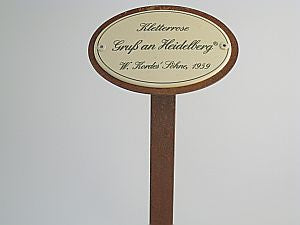 Kletterrose
Gruß an Heidelberg®
W. Kordes' Söhne, 1959